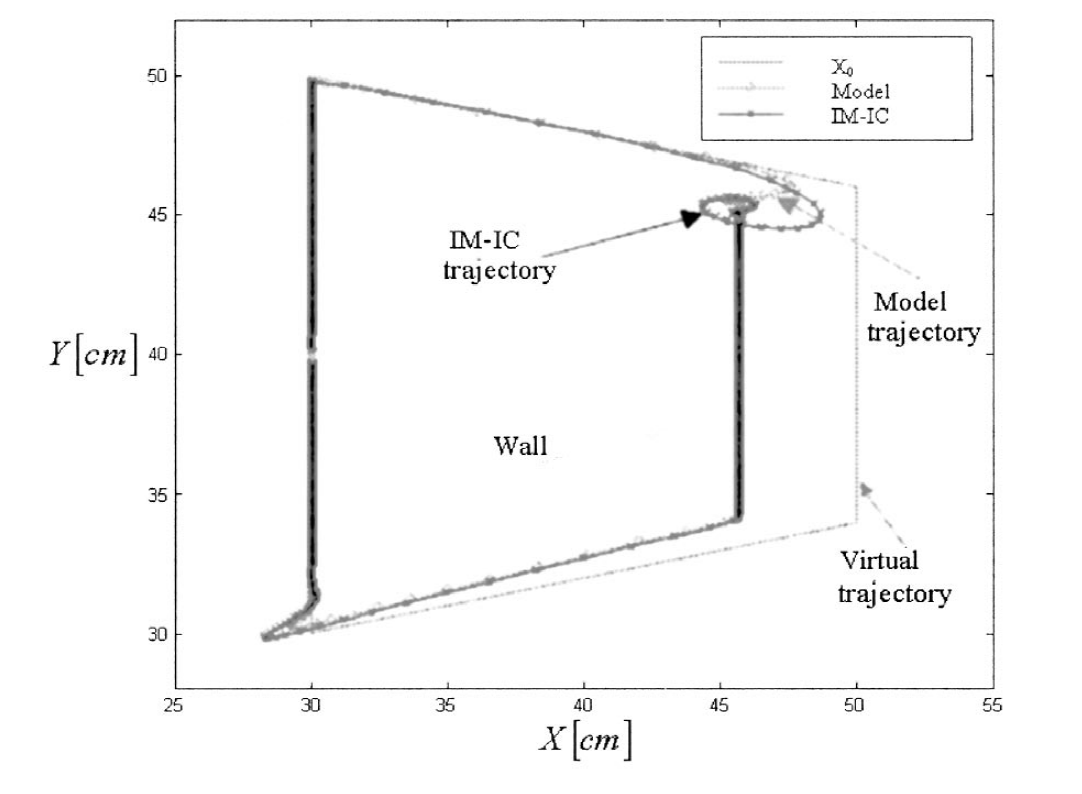 50
X₀
Model
IM-IC
45
IM-IC
trajectory
Model
trajectory
Y[cm]
40
Wall
35
Virtual
trajectory
30
25 30 35 40 45 50 55
X[cm]